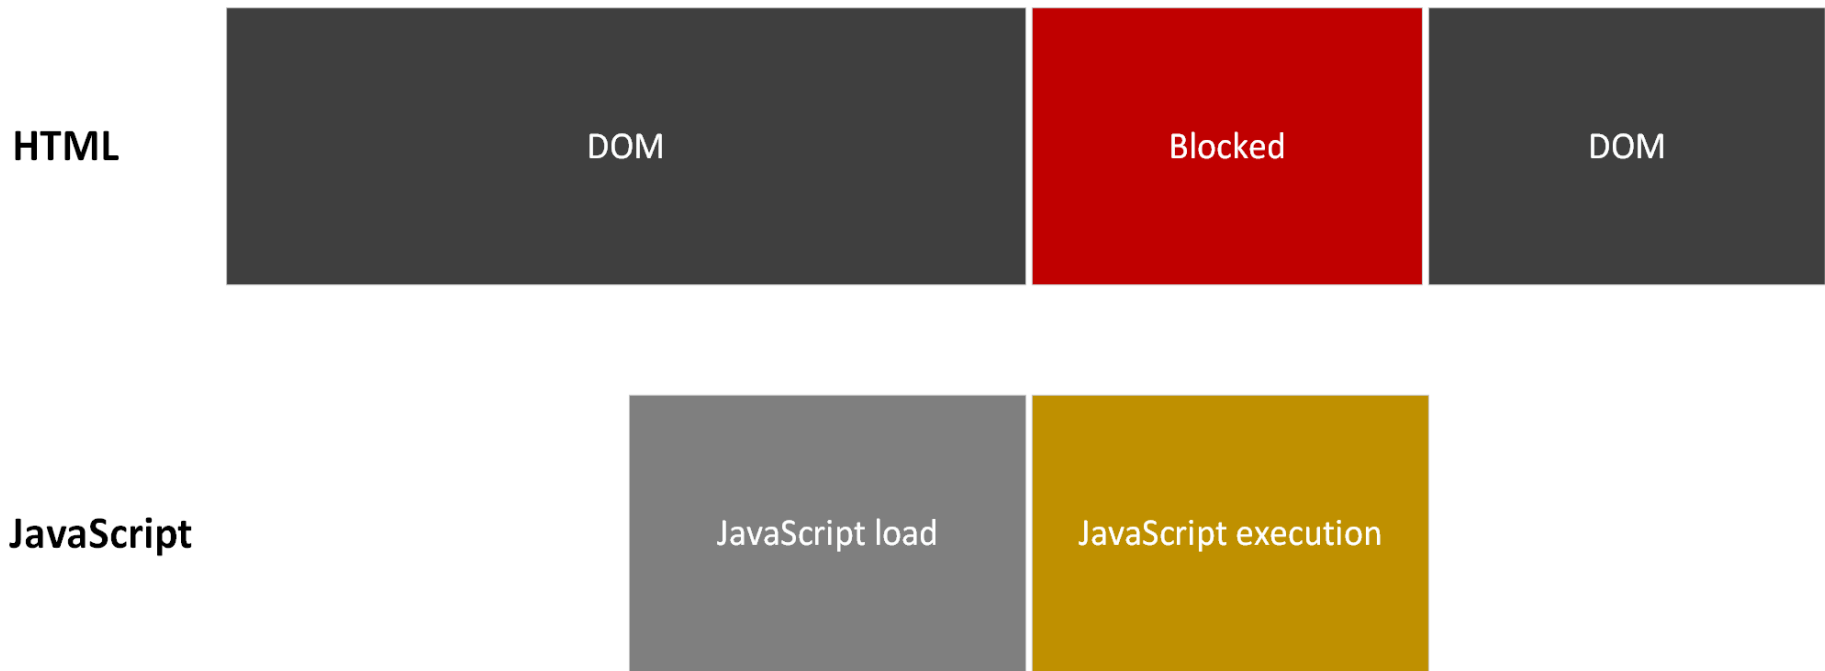 HTML
DOM
Blocked
DOM
JavaScript
JavaScript load
JavaScript execution